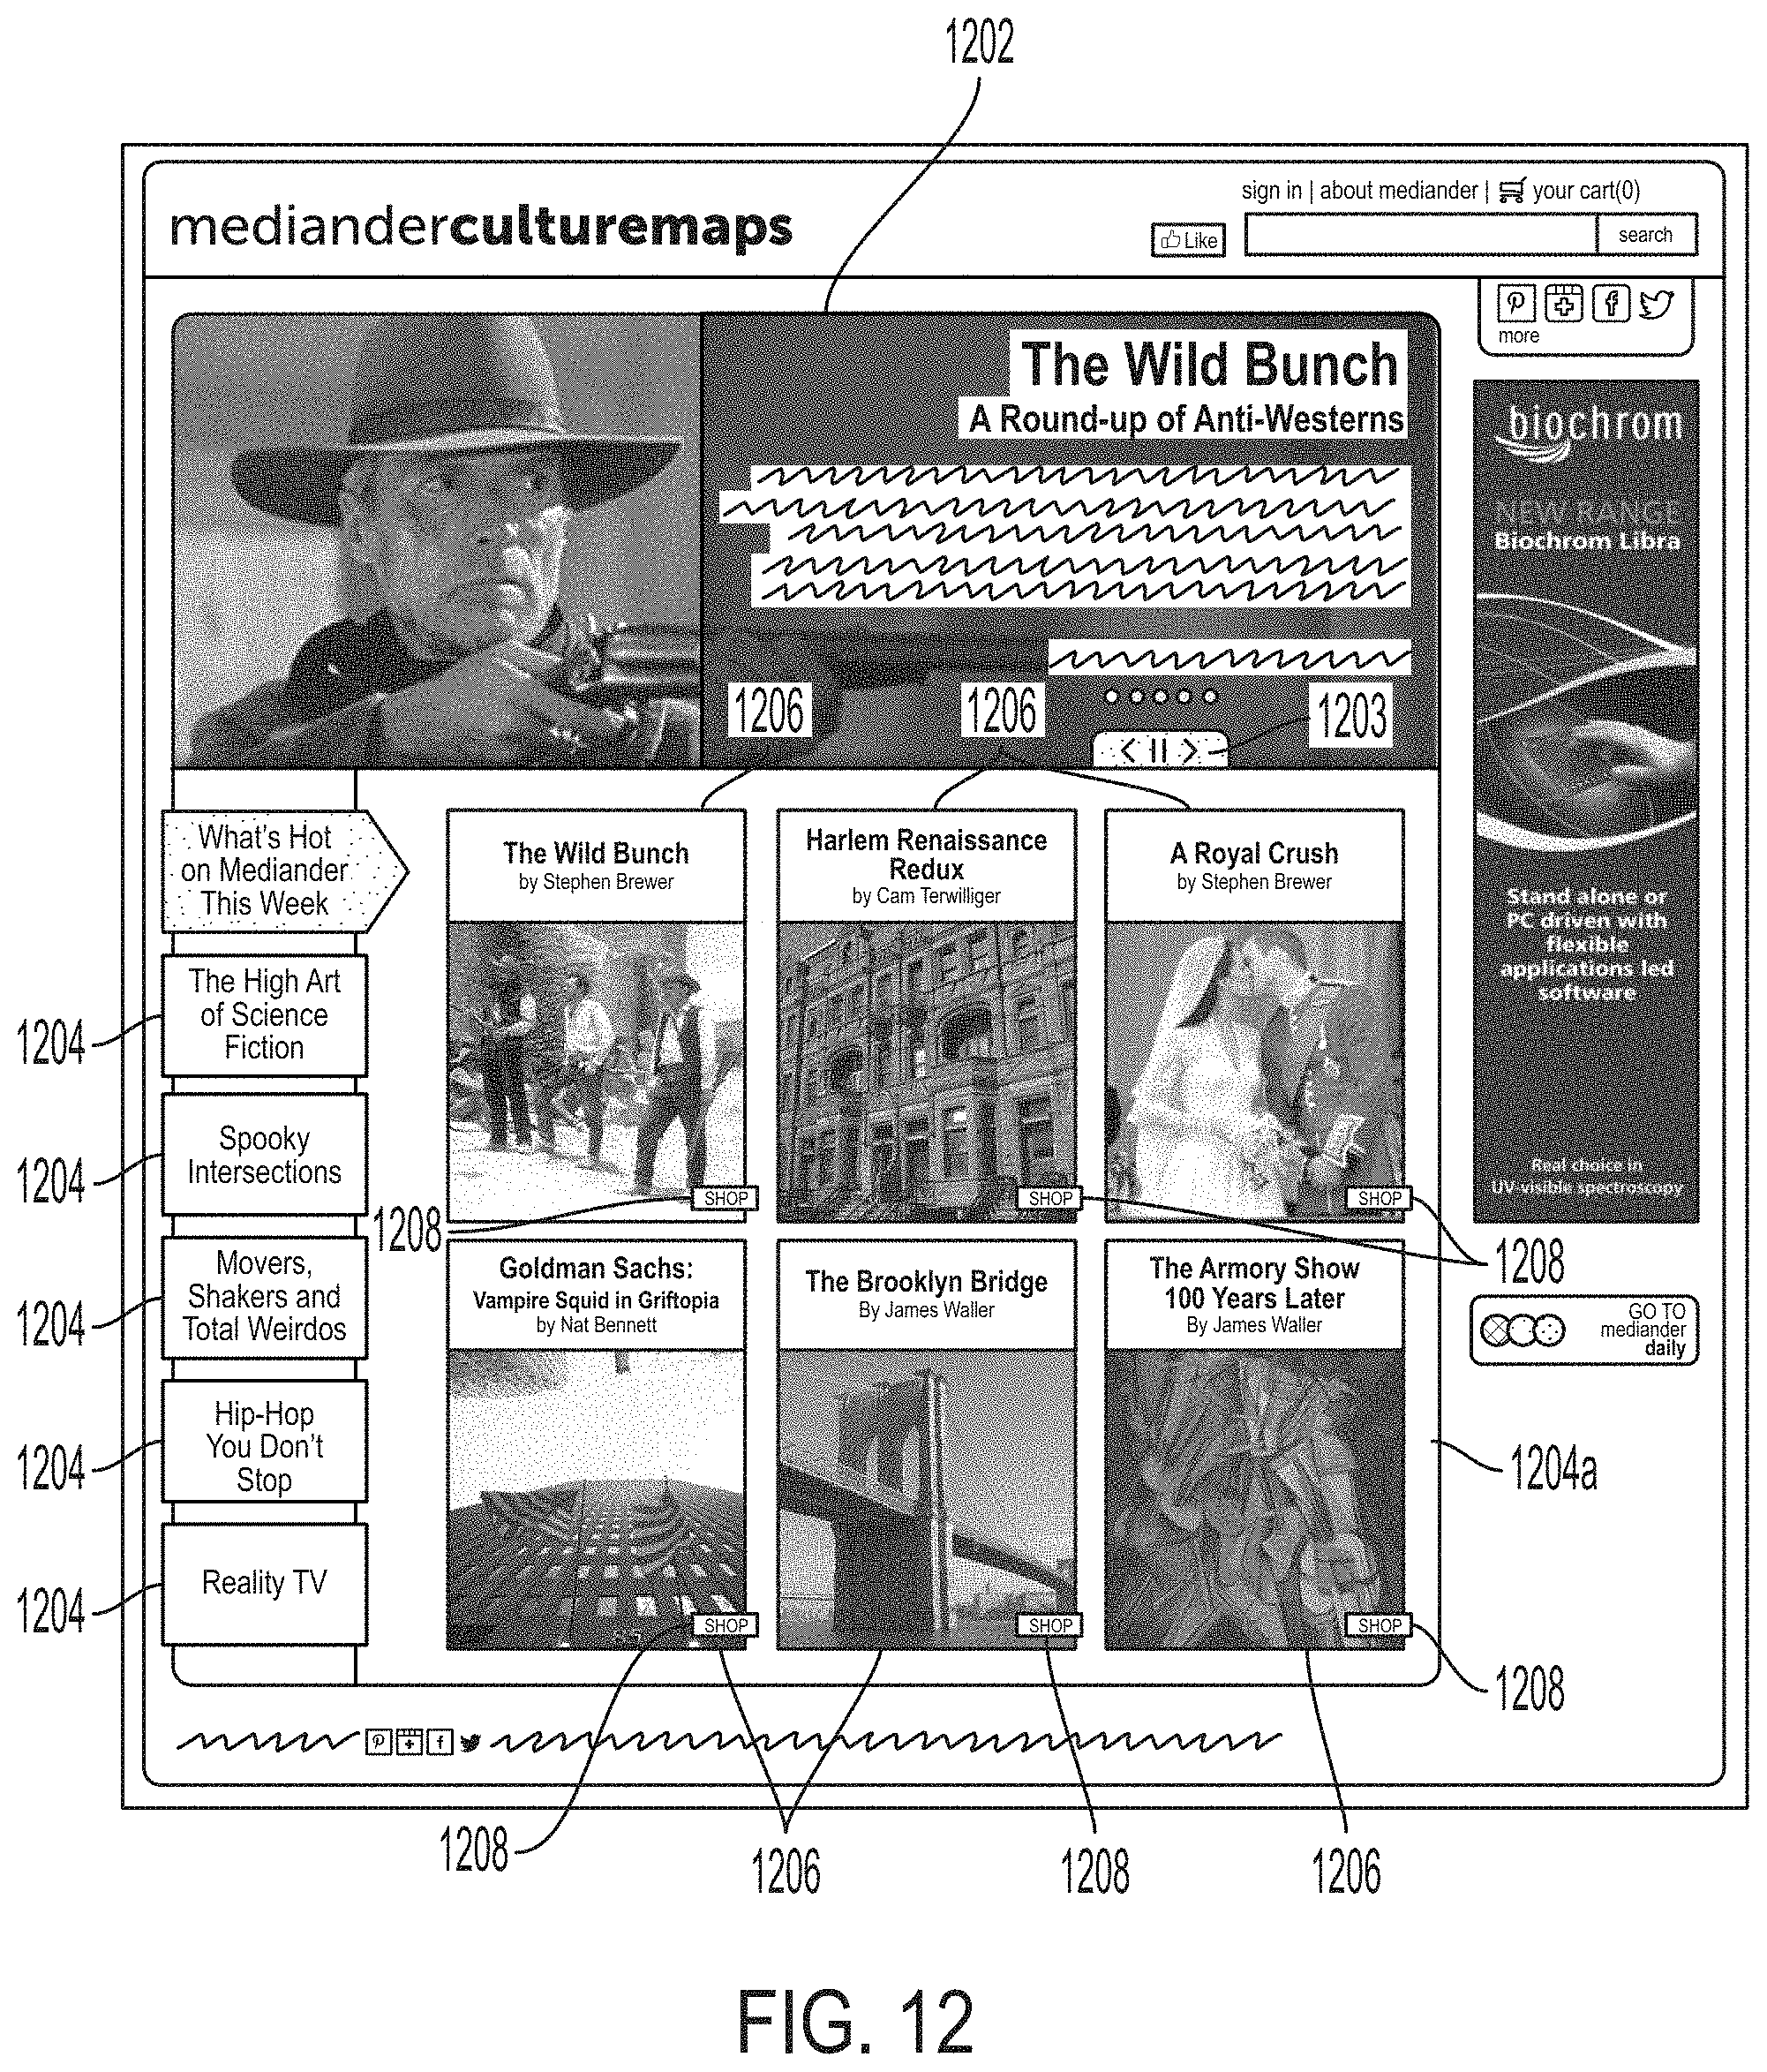 1202
sign in | about mediander | your cart(0)
medianderculturemaps
Like
search
more
The Wild Bunch
A Round-up of Anti-Westerns
1206
1206
1203
biochrom
NEW RANGE
Biochrom Libra
Stand alone or
PC driven with
flexible
applications led
software
Real choice in
UV-visible spectroscopy
What's Hot
on Mediander
This Week
The High Art
of Science
Fiction
1204
Spooky
Intersections
1204
Movers,
Shakers and
Total Weirdos
1204
Hip-Hop
You Don't
Stop
1204
Reality TV
1204
The Wild Bunch
by Stephen Brewer
SHOP
1208
Harlem Renaissance
Redux
by Cam Terwilliger
SHOP
A Royal Crush
by Stephen Brewer
SHOP
1208
Goldman Sachs:
Vampire Squid in Griftopia
by Nat Bennett
SHOP
The Brooklyn Bridge
By James Waller
SHOP
The Armory Show
100 Years Later
By James Waller
SHOP
GO TO
mediander
daily
1204a
1208
1208
1206
1208
1206
FIG. 12